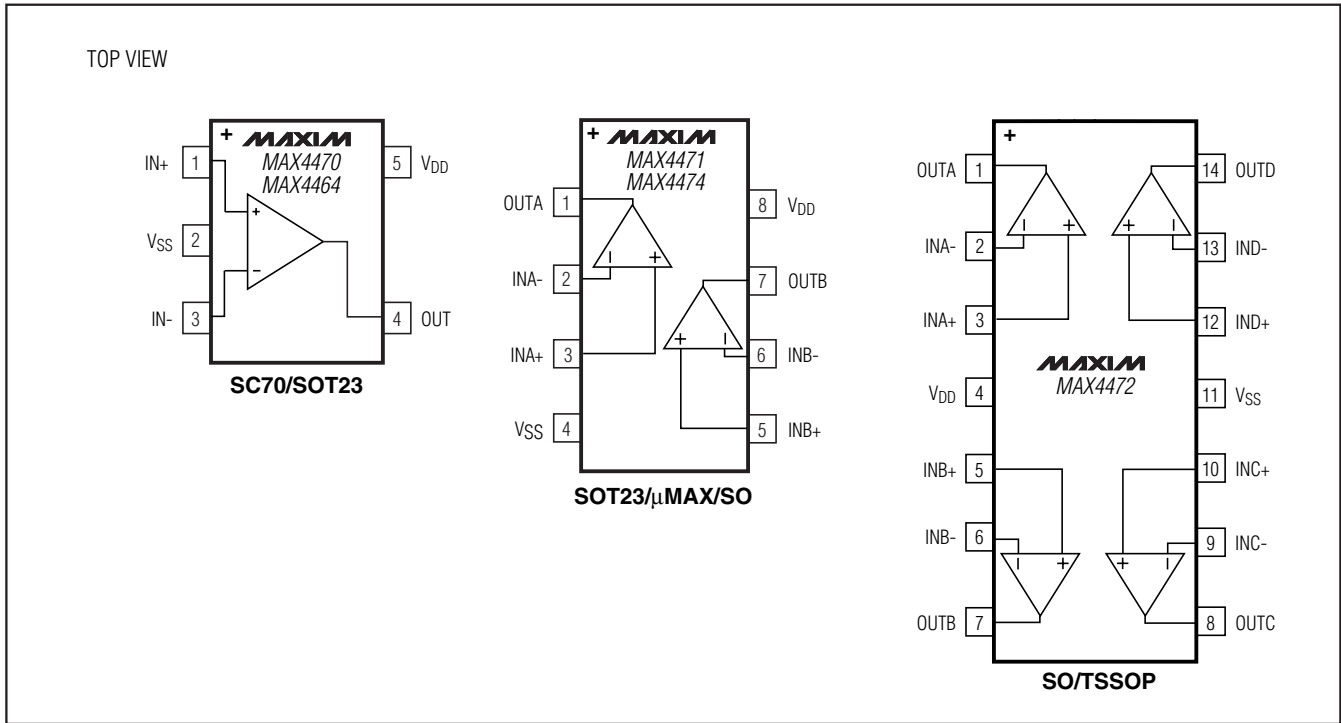 TOP VIEW
+ MAXIM
MAX4470
MAX4464
IN+ 1
5 VDD
VSS 2
IN- 3
4 OUT
+
−
SC70/SOT23
+ MAXIM
MAX4471
MAX4474
OUTA 1
8 VDD
INA- 2
7 OUTB
INA+ 3
6 INB-
VSS 4
5 INB+
− +
+ −
SOT23/µMAX/SO
+
OUTA 1
14 OUTD
INA- 2
13 IND-
INA+ 3
12 IND+
− +
+ −
MAXIM
MAX4472
VDD 4
11 VSS
INB+ 5
10 INC+
INB- 6
9 INC-
− +
+ −
OUTB 7
8 OUTC
SO/TSSOP